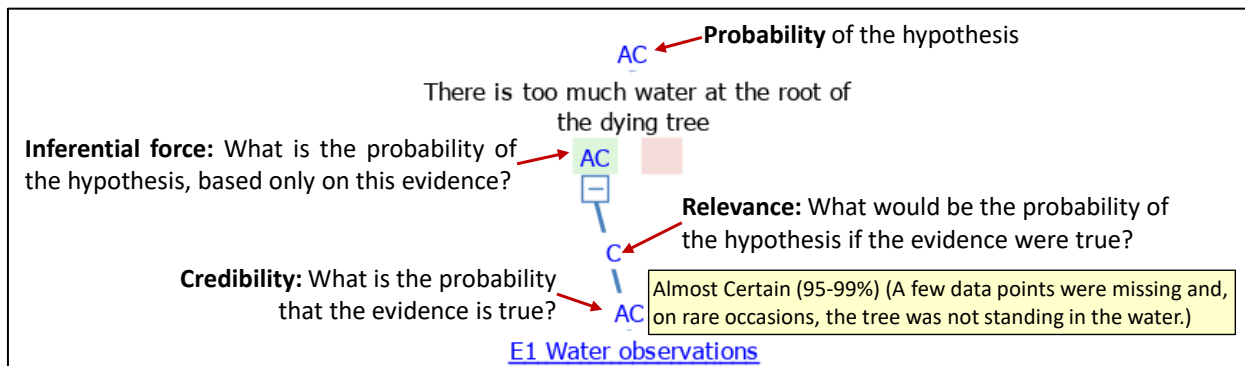 Probability of the hypothesis
AC
There is too much water at the root of
the dying tree
Inferential force: What is the probability of
the hypothesis, based only on this evidence?
AC
Relevance: What would be the probability of
the hypothesis if the evidence were true?
C
Credibility: What is the probability
that the evidence is true?
AC
Almost Certain (95-99%) (A few data points were missing and,
on rare occasions, the tree was not standing in the water.)
E1 Water observations